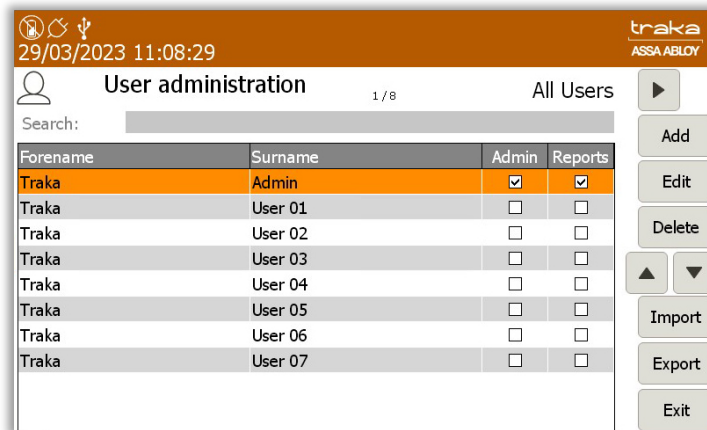 29/03/2023 11:08:29
traka
ASSA ABLOY
User administration
1/8
All Users
Search:
Forename Surname Admin Reports
Traka Admin
Traka User 01
Traka User 02
Traka User 03
Traka User 04
Traka User 05
Traka User 06
Traka User 07
Add
Edit
Delete
Import
Export
Exit